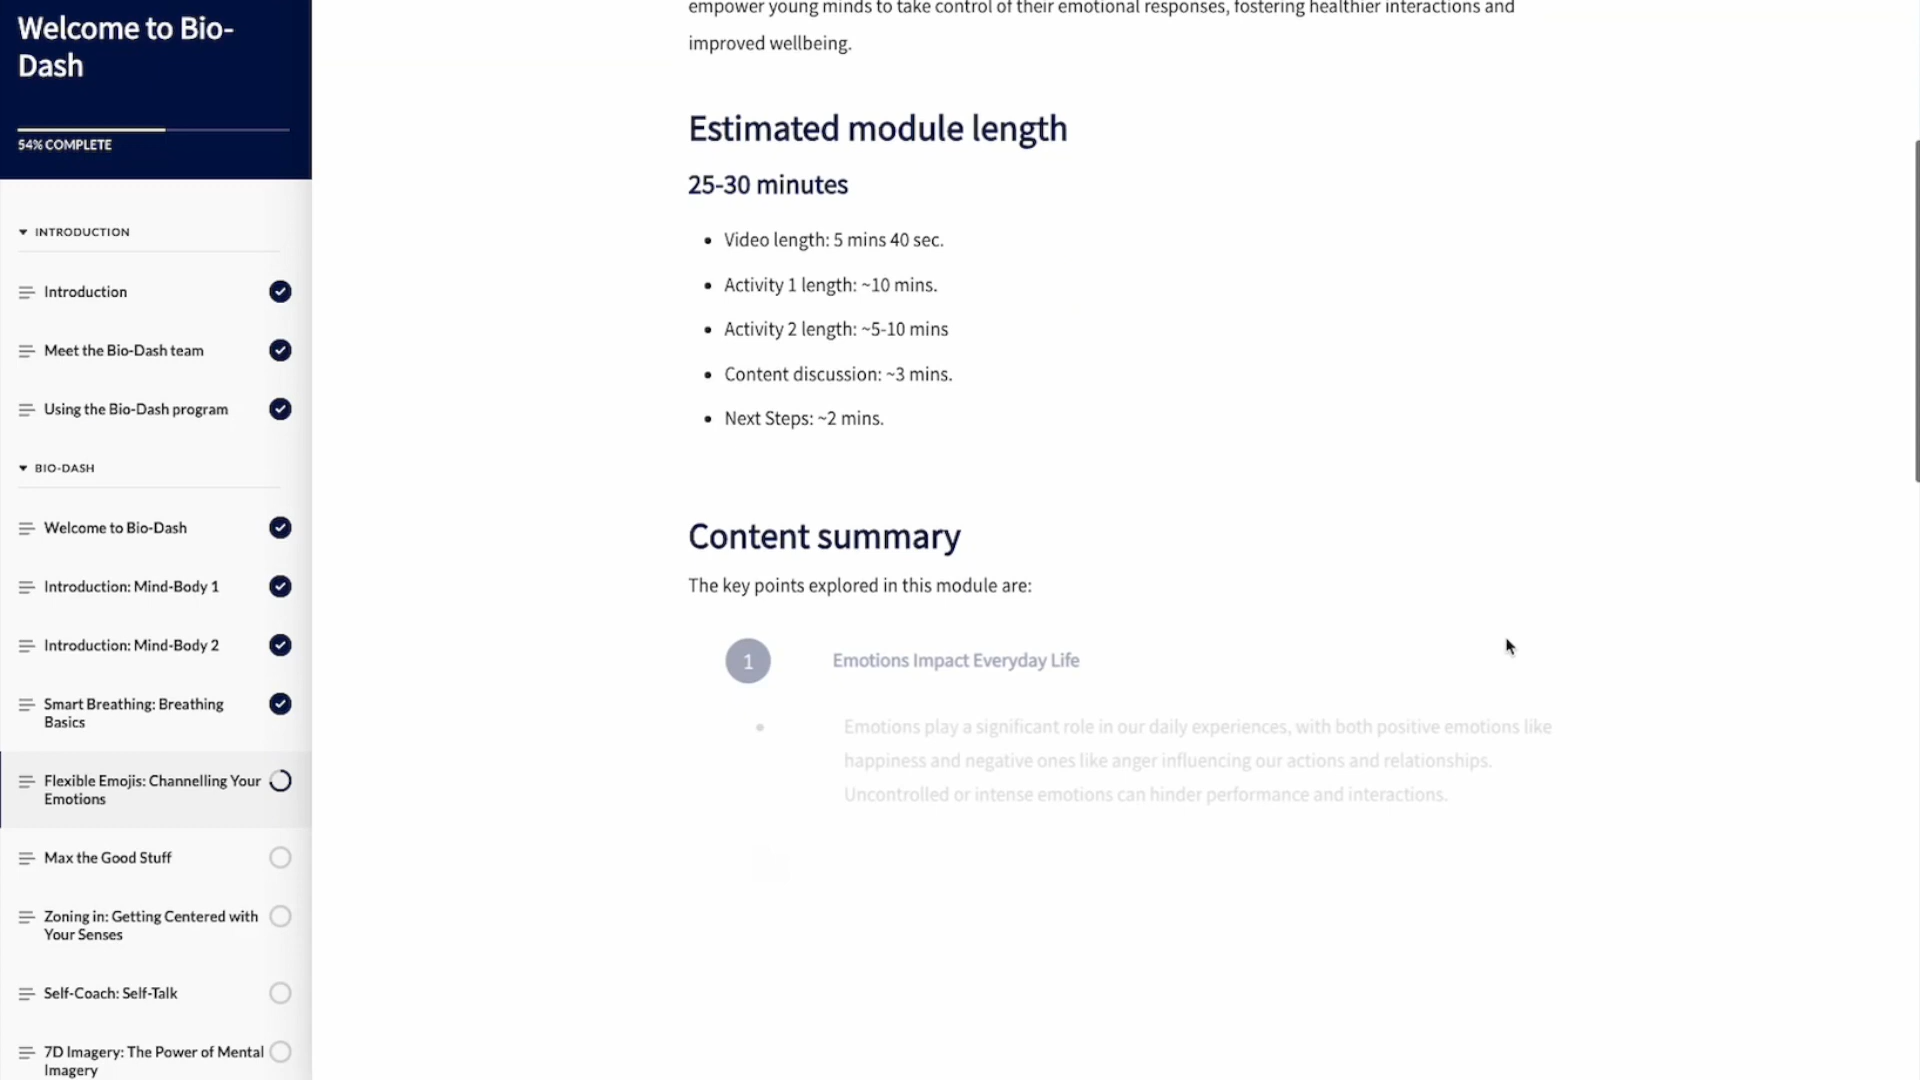 Welcome to Bio-
Dash
54% COMPLETE
INTRODUCTION
Introduction
Meet the Bio-Dash team
Using the Bio-Dash program
BIO-DASH
Welcome to Bio-Dash
Introduction: Mind-Body 1
Introduction: Mind-Body 2
Smart Breathing: Breathing
Basics
Flexible Emojis: Channelling Your
Emotions
Max the Good Stuff
Zoning in: Getting Centered with
Your Senses
Self-Coach: Self-Talk
7D Imagery: The Power of Mental
Imagery
empower young minds to take control of their emotional responses, fostering healthier interactions and
improved wellbeing.
Estimated module length
25-30 minutes
• Video length: 5 mins 40 sec.
• Activity 1 length: ~10 mins.
• Activity 2 length: ~5-10 mins
• Content discussion: ~3 mins.
• Next Steps: ~2 mins.
Content summary
The key points explored in this module are:
1 Emotions Impact Everyday Life
• Emotions play a significant role in our daily experiences, with both positive emotions like
happiness and negative ones like anger influencing our actions and relationships.
Uncontrolled or intense emotions can hinder performance and interactions.